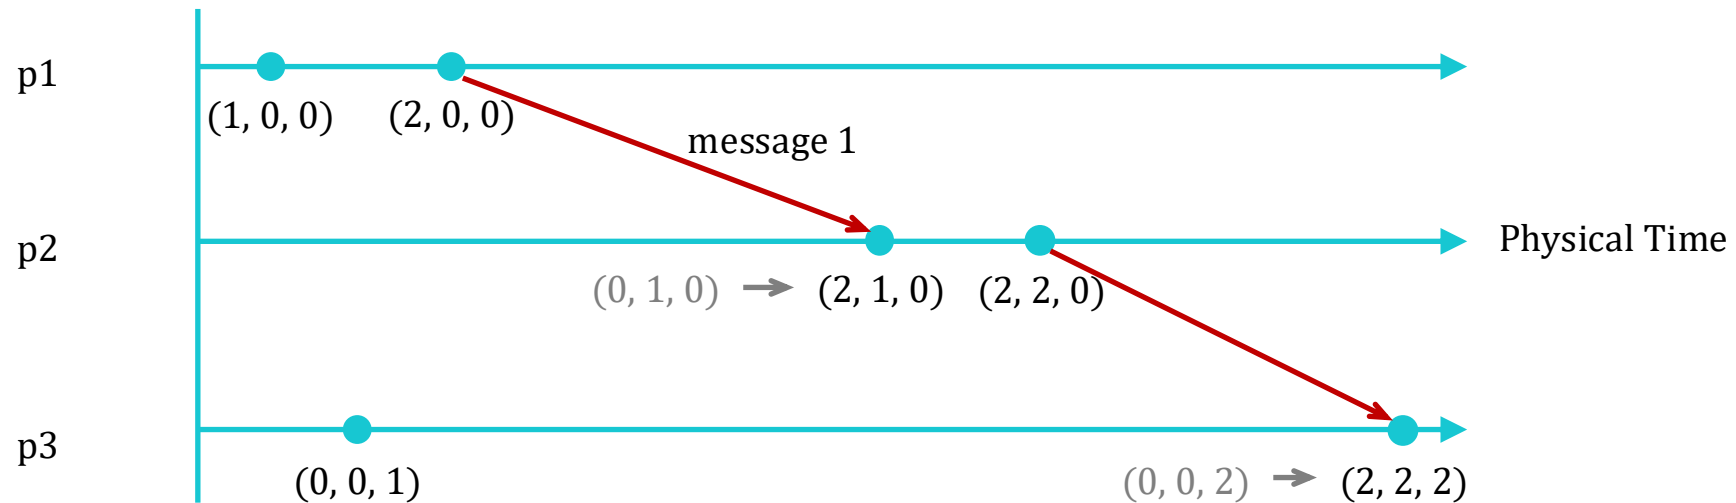 p1
(1, 0, 0) (2, 0, 0)
message 1
p2
Physical Time
(0, 1, 0) → (2, 1, 0) (2, 2, 0)
p3
(0, 0, 1)
(0, 0, 2) → (2, 2, 2)